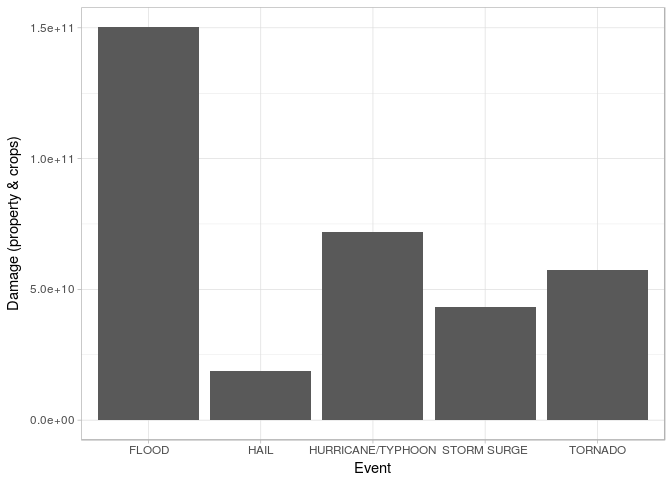 Damage (property & crops)
1.5e+11
1.0e+11
5.0e+10
0.0e+00
FLOOD HAIL HURRICANE/TYPHOON STORM SURGE TORNADO
Event